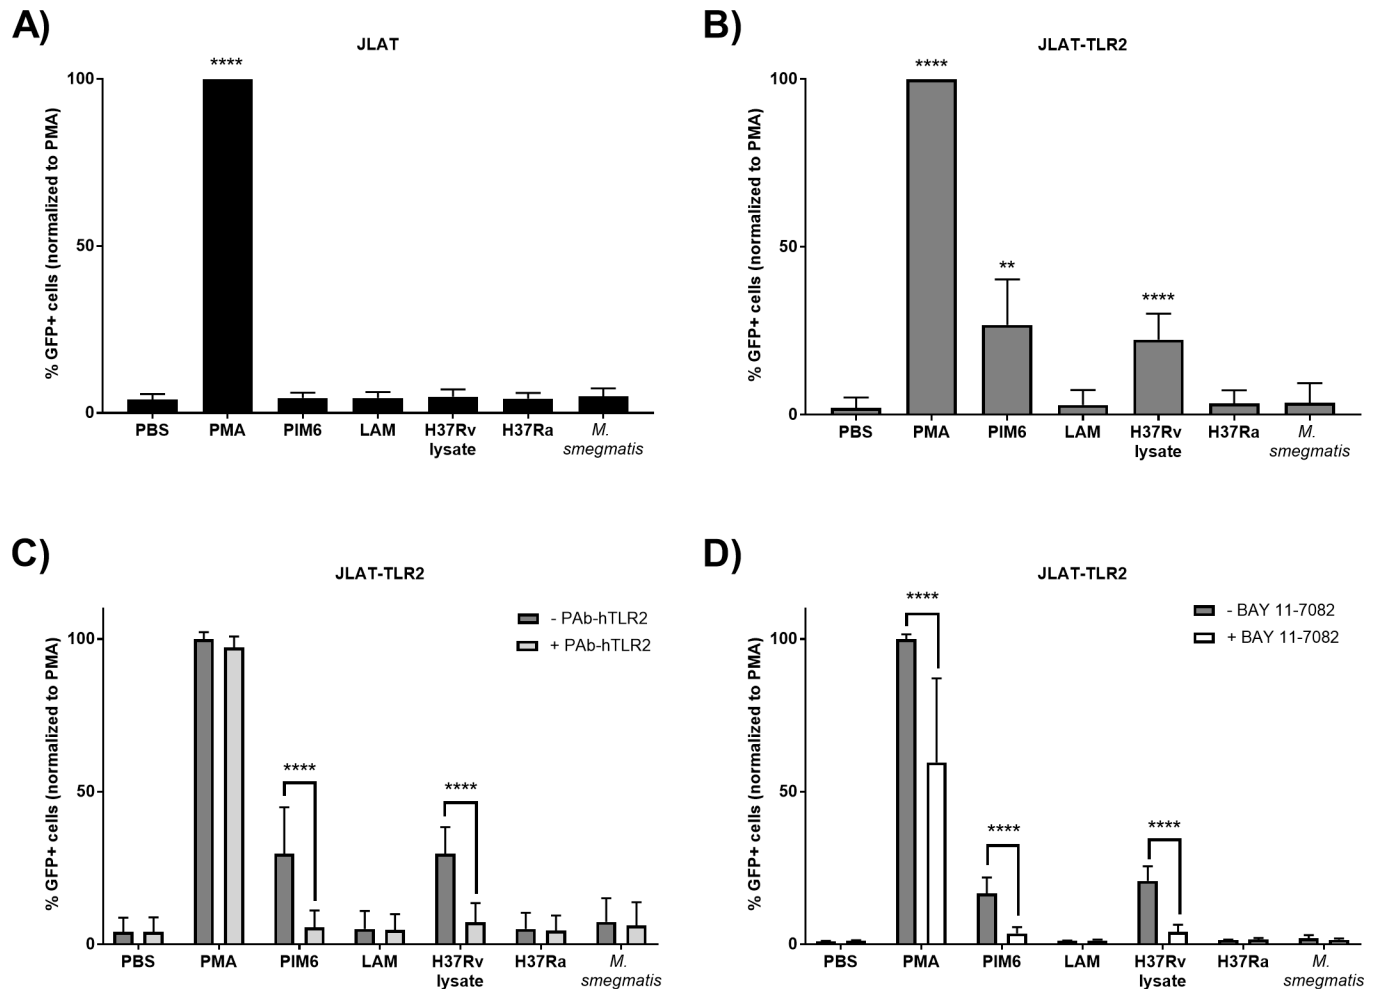 A)
JLAT
% GFP+ cells (normalized to PMA)
100
50
0
****
PBS
PMA
PIM6
LAM
H37Rv
lysate
H37Ra
M.
smegmatis
B)
JLAT-TLR2
% GFP+ cells (normalized to PMA)
100
50
0
****
**
****
PBS
PMA
PIM6
LAM
H37Rv
lysate
H37Ra
M.
smegmatis
C)
JLAT-TLR2
- PAb-hTLR2
+ PAb-hTLR2
% GFP+ cells (normalized to PMA)
100
50
0
****
****
PBS
PMA
PIM6
LAM
H37Rv
lysate
H37Ra
M.
smegmatis
D)
JLAT-TLR2
- BAY 11-7082
+ BAY 11-7082
% GFP+ cells (normalized to PMA)
100
50
0
****
****
****
PBS
PMA
PIM6
LAM
H37Rv
lysate
H37Ra
M.
smegmatis